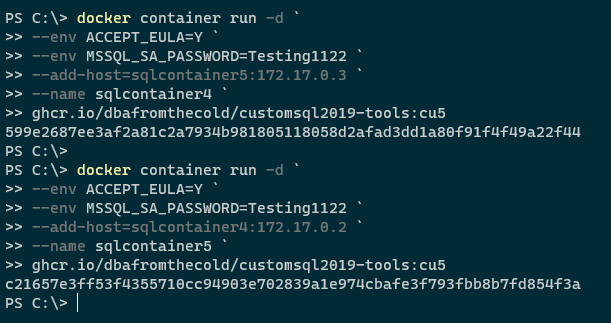 PS C:\> docker container run -d `
>> --env ACCEPT_EULA=Y `
>> --env MSSQL_SA_PASSWORD=Testing1122 `
>> --add-host=sqlcontainer5:172.17.0.3 `
>> --name sqlcontainer4 `
>> ghcr.io/dbafromthecold/customsql2019-tools:cu5
599e2687ee3af2a81c2a7934b981805118058d2afad3dd1a80f91f4f49a22f44
PS C:\>
PS C:\> docker container run -d `
>> --env ACCEPT_EULA=Y `
>> --env MSSQL_SA_PASSWORD=Testing1122 `
>> --add-host=sqlcontainer4:172.17.0.2 `
>> --name sqlcontainer5 `
>> ghcr.io/dbafromthecold/customsql2019-tools:cu5
c21657e3ff53f4355710cc94903e702839a1e974cbafe3f793fbb8b7fd854f3a
PS C:\>